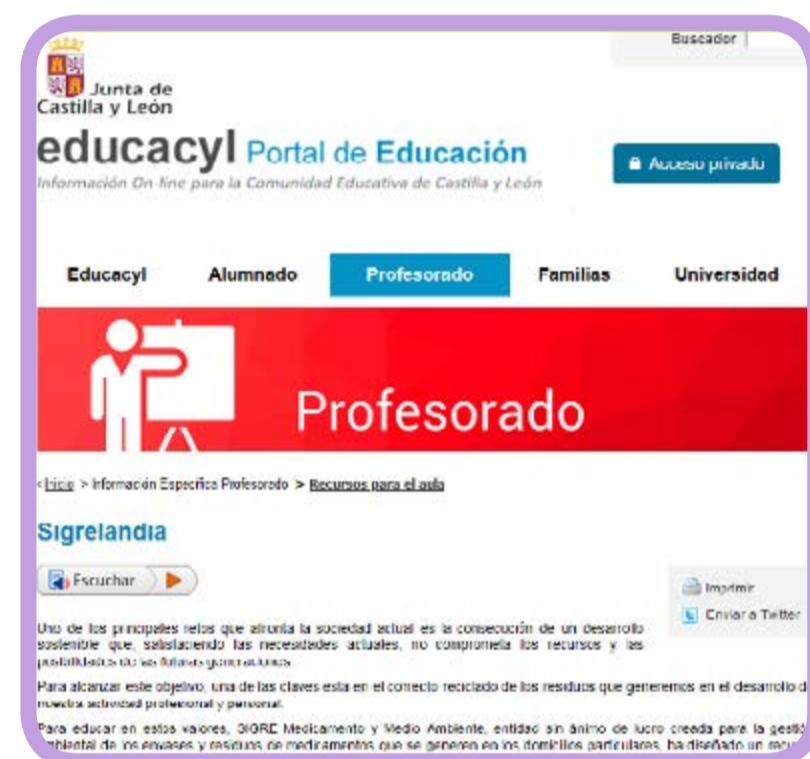 Buscador
Junta de
Castilla y León
educacyl Portal de Educación
Información On-line para la Comunidad Educativa de Castilla y León
Acceso privado
Educacyl Alumnado Profesorado Familias Universidad
Profesorado
Inicio > Información Específica Profesorado > Recursos para el aula
Sigrelandia
Escuchar
Imprimir
Enviar a Twitter
Uno de los principales retos que afronta la sociedad actual es la consecución de un desarrollo
sostenible que, satisfaciendo las necesidades actuales, no comprometa los recursos y las
posibilidades de las futuras generaciones.
Para alcanzar este objetivo, una de las claves esta en el correcto reciclado de los residuos que generemos en el desarrollo d
nuestra actividad profesional y personal.
Para educar en estos valores, SIGRE Medicamento y Medio Ambiente, entidad sin ánimo de lucro creada para la gestió
ambiental de los envases y residuos de medicamentos que se generen en los domicilios particulares, ha diseñado un